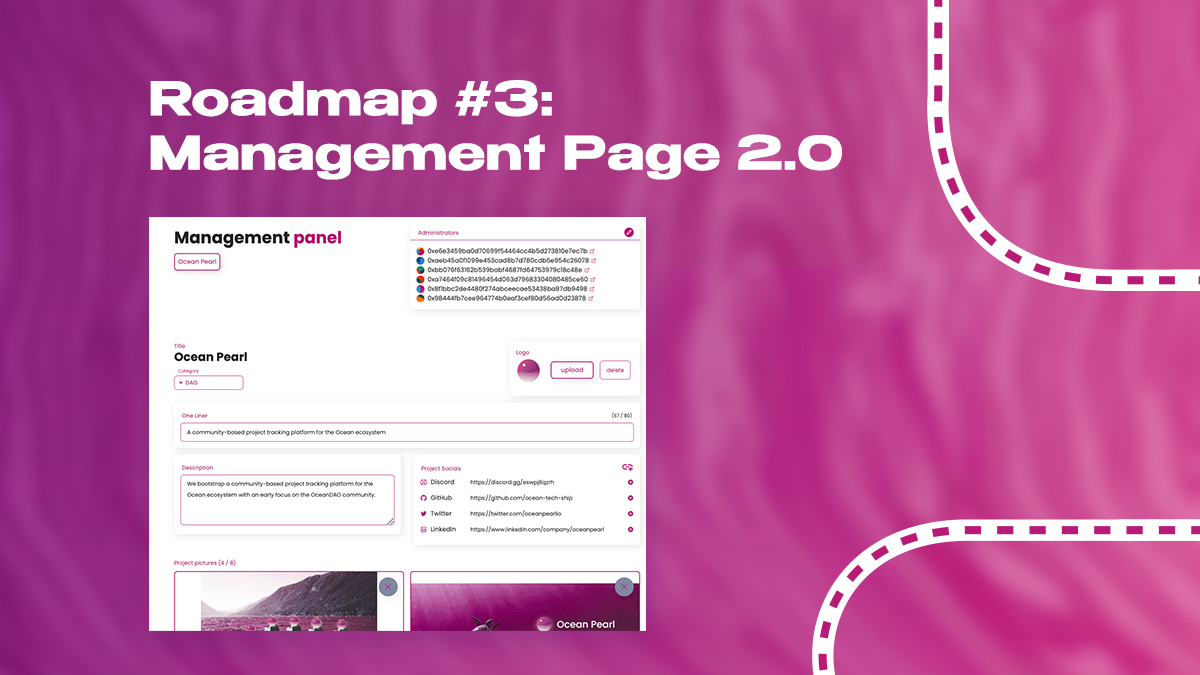 Roadmap #3:
Management Page 2.0
Management panel
Ocean Pearl
Administrators
0xe6e3459ba0d70699f54464cc4b5d273810e7ec7b
0xaeb45a0f1099e453cad8b7d780cdb5e954c26078
0xbb076f63162b539babf4687fd64753979c18c48e
0xa7464f09c81496454d063d79683304080485ce60
0x8f1bbc2de4480f274abceecae53438ba87db9498
0x98444fb7cee964774b0eaf3cef80d56ad0d23878
Title
Ocean Pearl
Category
DAO
Logo
upload
delete
One Liner
(67 / 80)
A community-based project tracking platform for the Ocean ecosystem
Description
We bootstrap a community-based project tracking platform for the
Ocean ecosystem with an early focus on the OceanDAO community.
Project Socials
Discord https://discord.gg/eswpj8qzrh
GitHub https://github.com/ocean-tech-ship
Twitter https://twitter.com/oceanpearlio
LinkedIn https://www.linkedin.com/company/oceanpearl
Project pictures (4 / 8)
Ocean Pearl